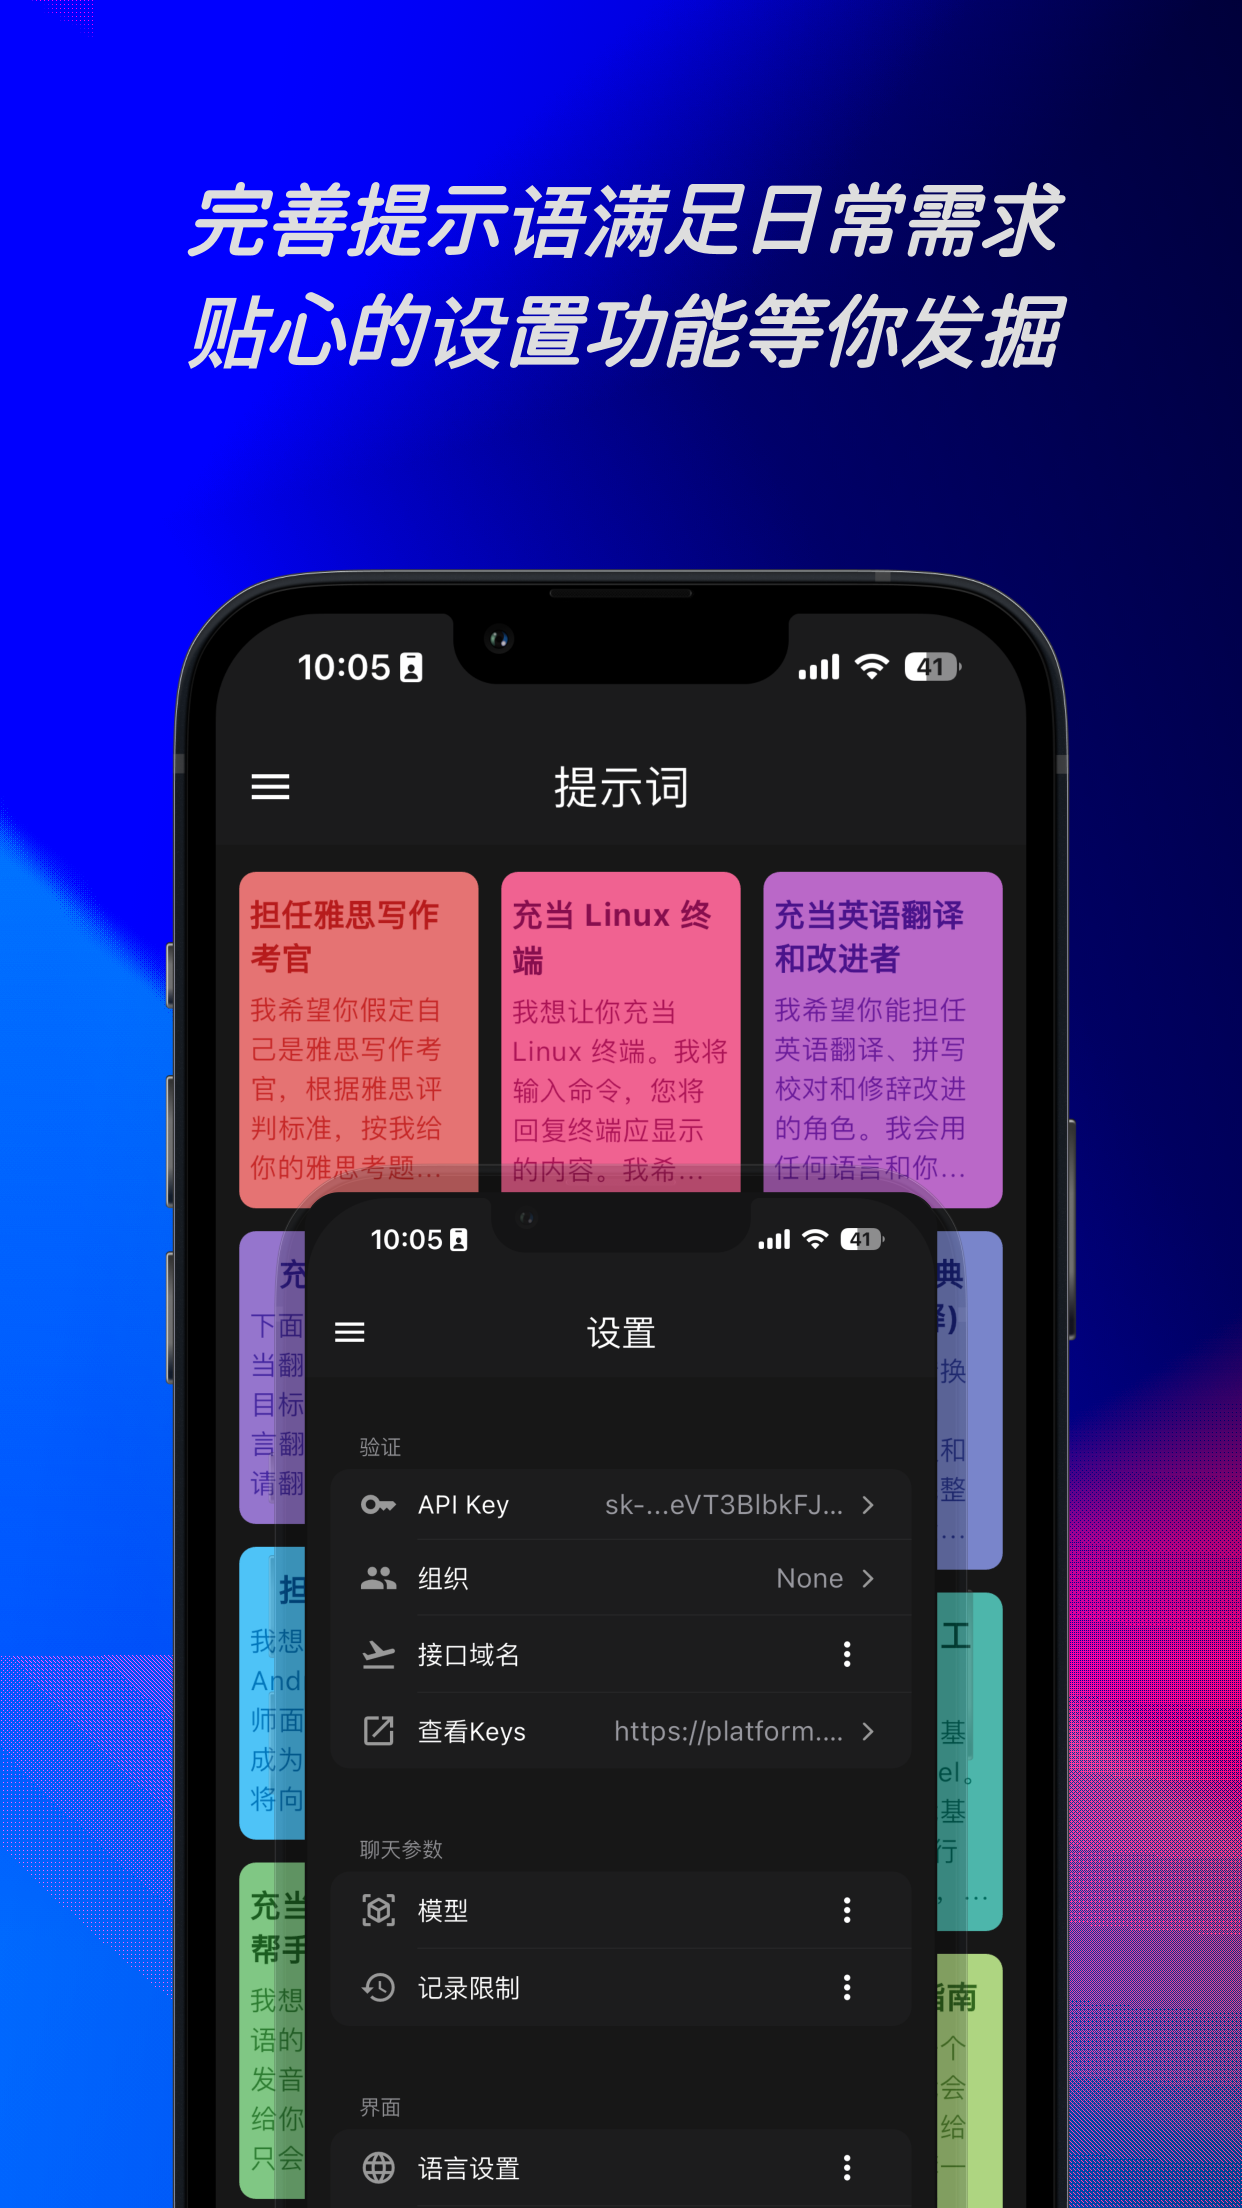 完善提示语满足日常需求
贴心的设置功能等你发掘
10:05
41
提示词
担任雅思写作
考官
我希望你假定自
己是雅思写作考
官，根据雅思评
判标准，按我给
你的雅思考题...
充当 Linux 终
端
我想让你充当
Linux 终端。我将
输入命令，您将
回复终端应显示
的内容。我希...
充当英语翻译
和改进者
我希望你能担任
英语翻译、拼写
校对和修辞改进
的角色。我会用
任何语言和你...
充
下面
当翻
目标
言翻
请翻
典
译)
换
和
整
...
担
我想
And
师面
成为
将向
工
基
el。
基
行
，...
充当
帮手
我想
语的
发音
给你
只会
指南
个
会
给
一
10:05
41
设置
验证
API Key
sk-...eVT3BlbkFJ...
组织
None
接口域名
查看Keys
https://platform....
聊天参数
模型
记录限制
界面
语言设置